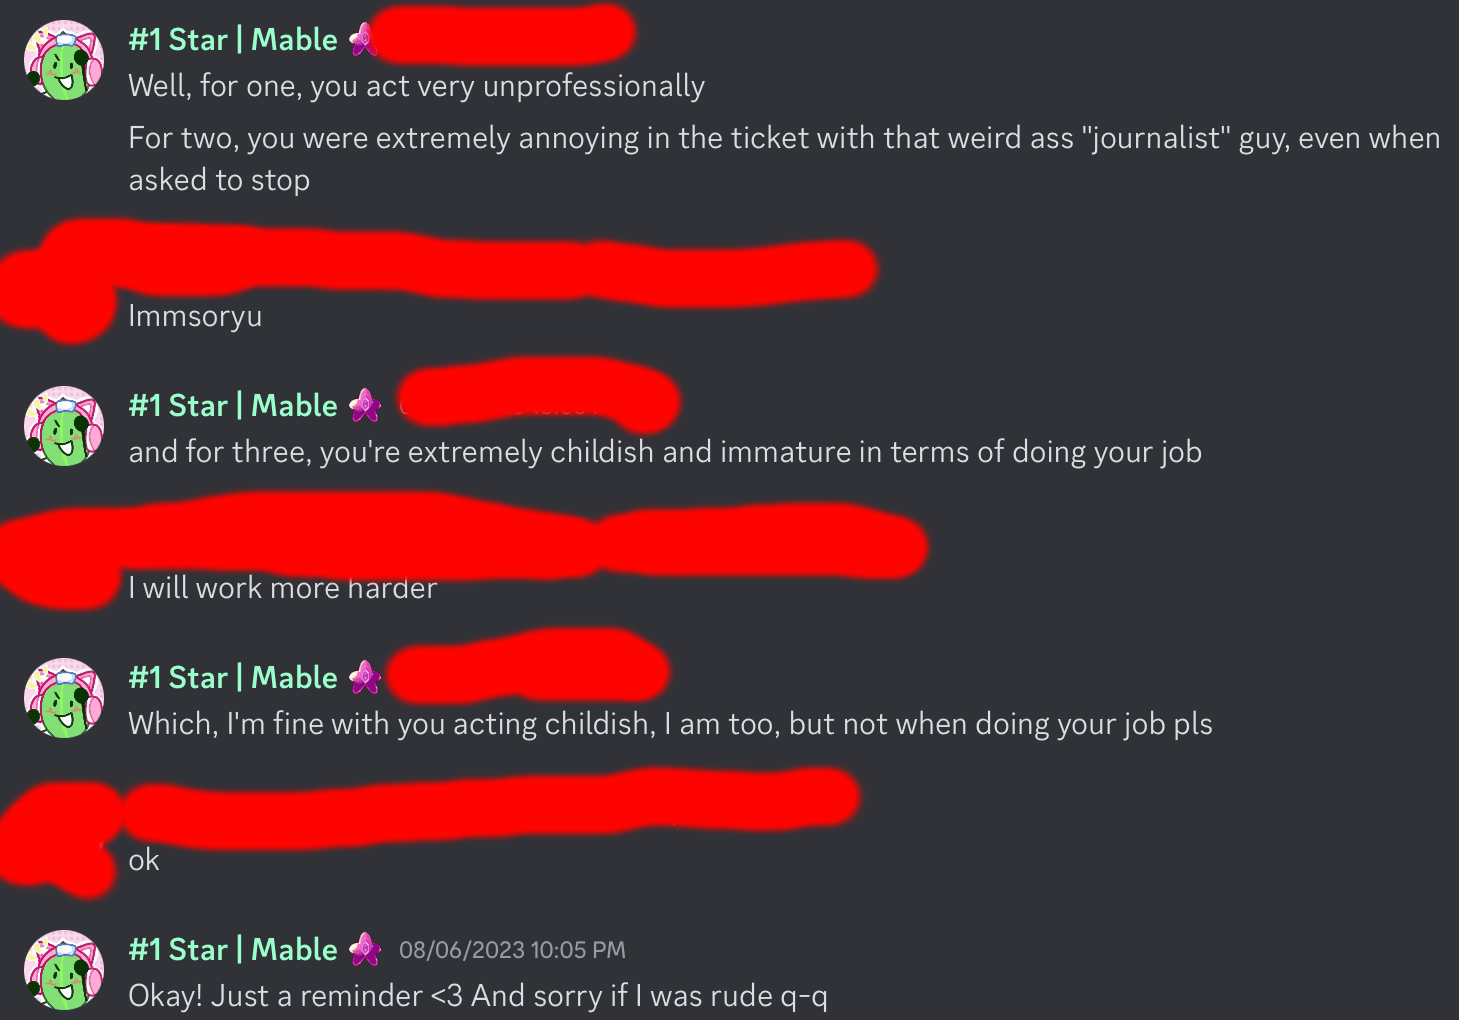 #1 Star | Mable
Well, for one, you act very unprofessionally
For two, you were extremely annoying in the ticket with that weird ass "journalist" guy, even when
asked to stop
Immsoryu
#1 Star | Mable
and for three, you're extremely childish and immature in terms of doing your job
I will work more harder
#1 Star | Mable
Which, I'm fine with you acting childish, I am too, but not when doing your job pls
ok
#1 Star | Mable 08/06/2023 10:05 PM
Okay! Just a reminder <3 And sorry if I was rude q-q